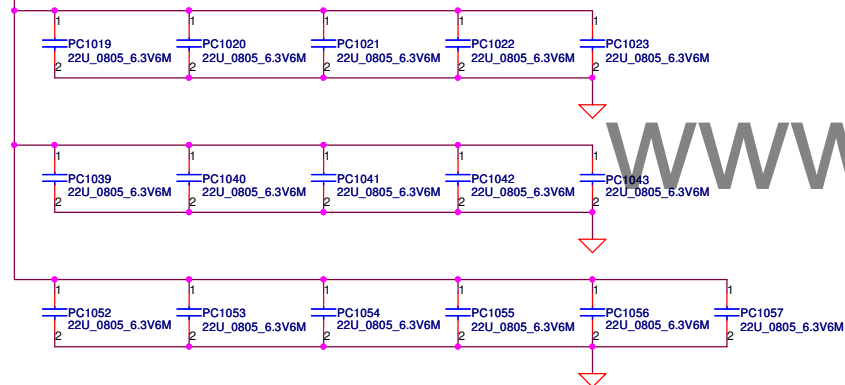 1 1 1 1 1
PC1019 PC1020 PC1021 PC1022 PC1023
22U_0805_6.3V6M 22U_0805_6.3V6M 22U_0805_6.3V6M 22U_0805_6.3V6M 22U_0805_6.3V6M
2 2 2 2 2
www
1 1 1 1 1
PC1039 PC1040 PC1041 PC1042 PC1043
22U_0805_6.3V6M 22U_0805_6.3V6M 22U_0805_6.3V6M 22U_0805_6.3V6M 22U_0805_6.3V6M
2 2 2 2 2
1 1 1 1 1 1
PC1052 PC1053 PC1054 PC1055 PC1056 PC1057
22U_0805_6.3V6M 22U_0805_6.3V6M 22U_0805_6.3V6M 22U_0805_6.3V6M 22U_0805_6.3V6M 22U_0805_6.3V6M
2 2 2 2 2 2